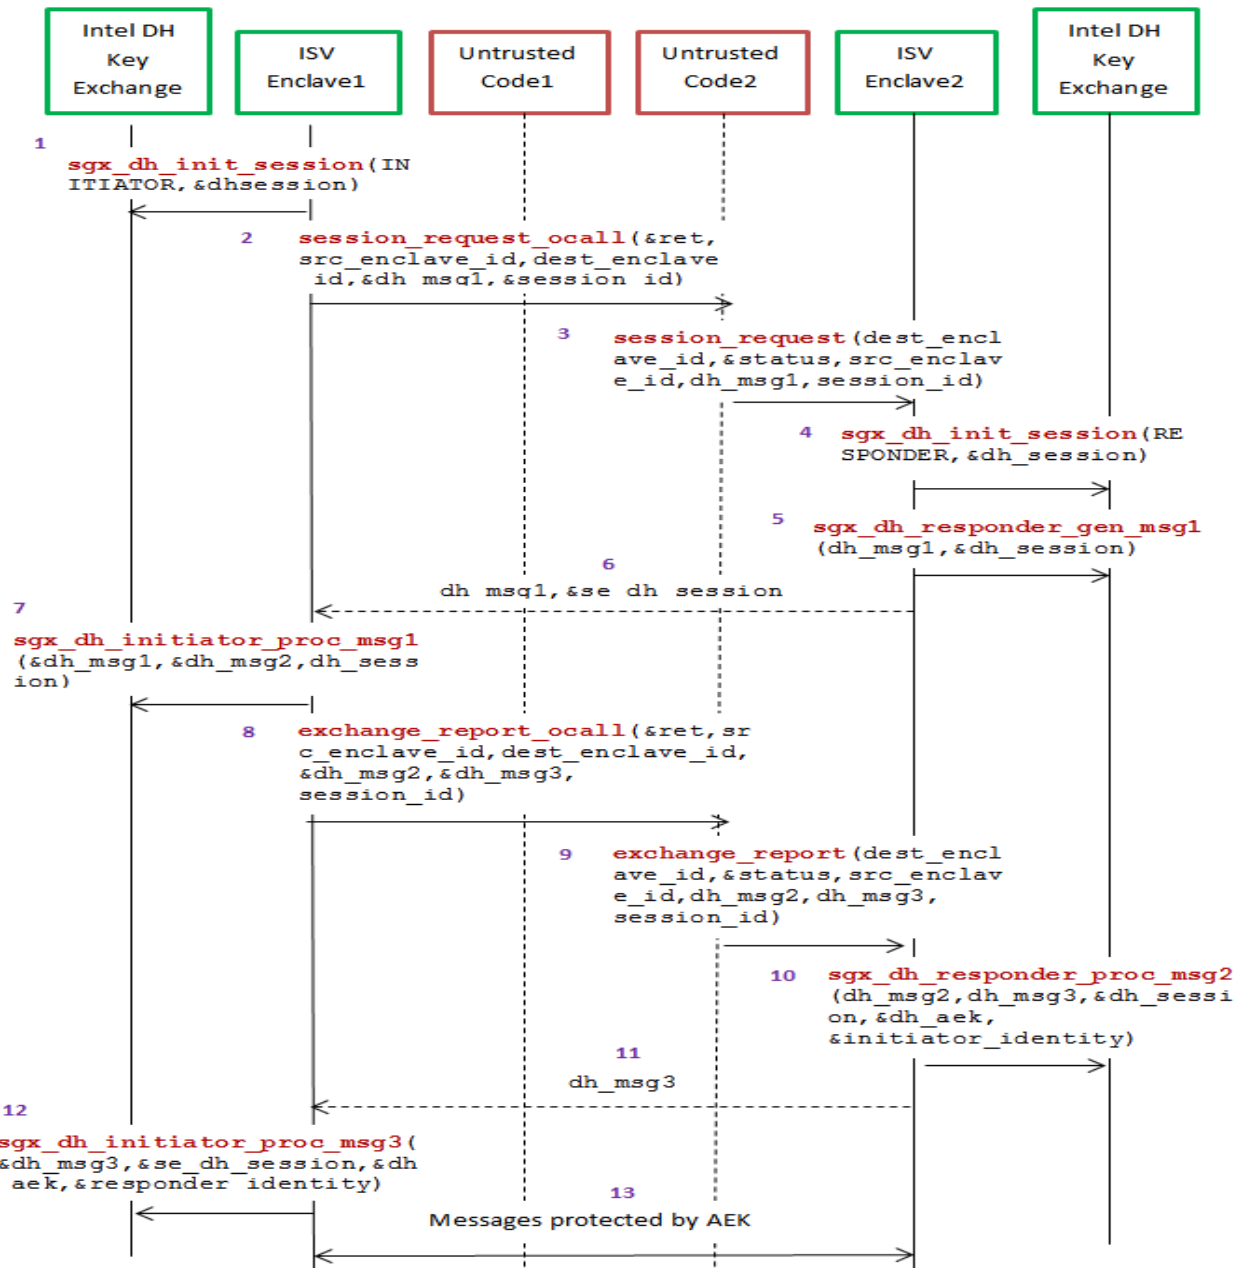 Intel DH
Key
Exchange
ISV
Enclave1
Untrusted
Code1
Untrusted
Code2
ISV
Enclave2
Intel DH
Key
Exchange
1
sgx_dh_init_session(IN
ITIATOR,&dhsession)
2
session_request_ocall(&ret,
src_enclave_id,dest_enclave
_id,&dh_msg1,&session_id)
3
session_request(dest_encl
ave_id,&status,src_enclav
e_id,dh_msg1,session_id)
4
sgx_dh_init_session(RE
SPONDER,&dh_session)
5
sgx_dh_responder_gen_msg1
(dh_msg1,&dh_session)
6
dh_msg1,&se_dh_session
7
sgx_dh_initiator_proc_msg1
(&dh_msg1,&dh_msg2,dh_sess
ion)
8
exchange_report_ocall(&ret,sr
c_enclave_id,dest_enclave_id,
&dh_msg2,&dh_msg3,
session_id)
9
exchange_report(dest_encl
ave_id,&status,src_enclav
e_id,dh_msg2,dh_msg3,
session_id)
10
sgx_dh_responder_proc_msg2
(dh_msg2,dh_msg3,&dh_sessi
on,&dh_aek,
&initiator_identity)
11
dh_msg3
12
sgx_dh_initiator_proc_msg3(
&dh_msg3,&se_dh_session,&dh
_aek,&responder_identity)
13
Messages protected by AEK